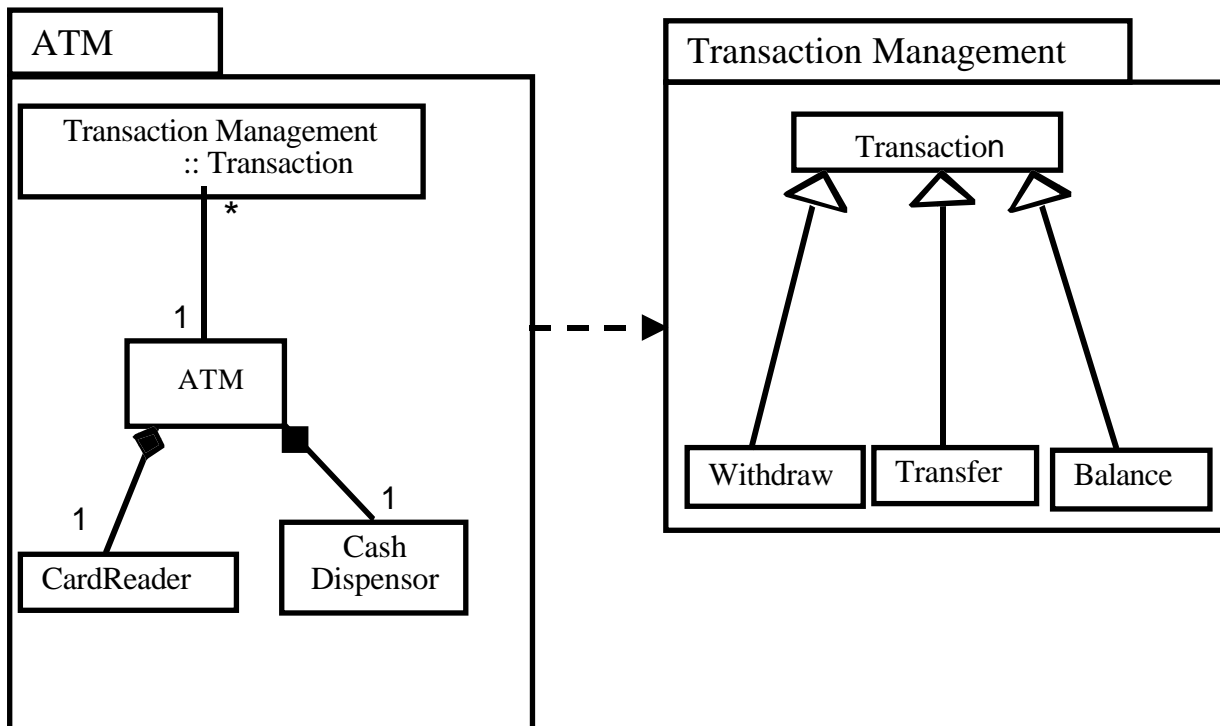 ATM
Transaction Management
:: Transaction
*
1
ATM
1
1
CardReader
Cash
Dispensor
Transaction Management
Transaction
Withdraw
Transfer
Balance